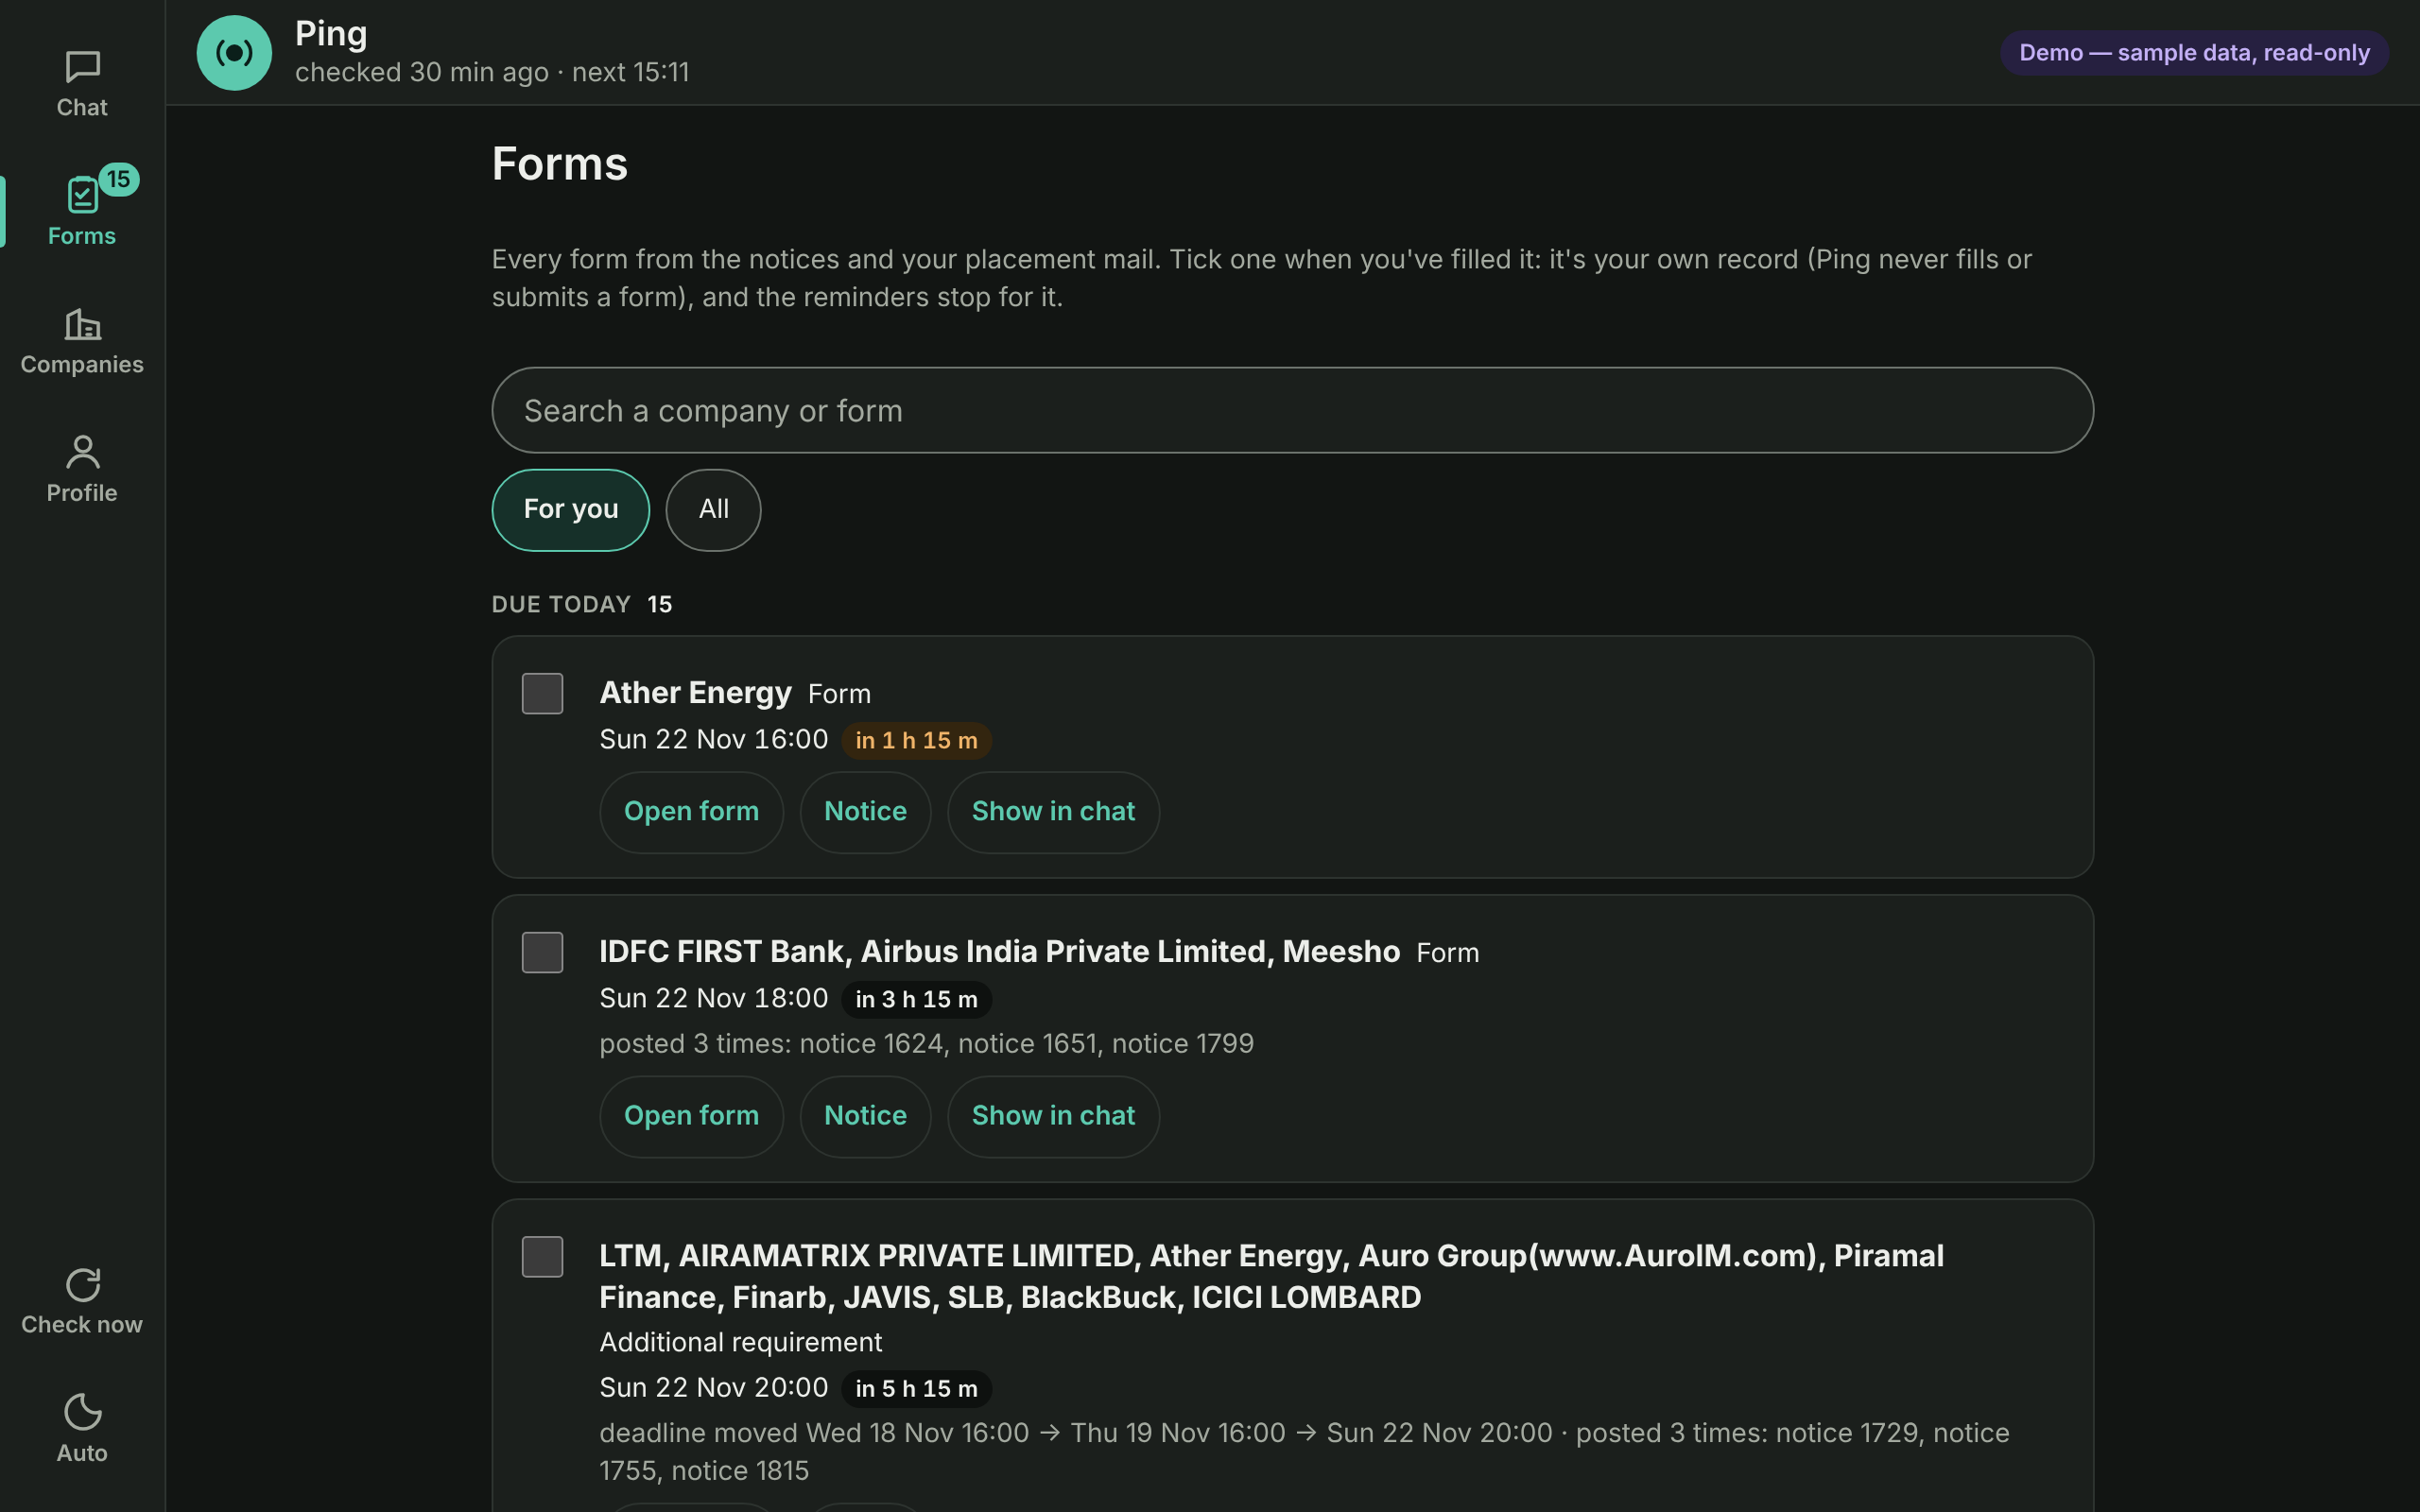 Ping
checked 30 min ago · next 15:11
Demo — sample data, read-only
Chat
15
Forms
Companies
Profile
Check now
Auto
Forms
Every form from the notices and your placement mail. Tick one when you've filled it: it's your own record (Ping never fills or
submits a form), and the reminders stop for it.
Search a company or form
For you
All
DUE TODAY 15
Ather Energy Form
Sun 22 Nov 16:00 in 1 h 15 m
Open form
Notice
Show in chat
IDFC FIRST Bank, Airbus India Private Limited, Meesho Form
Sun 22 Nov 18:00 in 3 h 15 m
posted 3 times: notice 1624, notice 1651, notice 1799
Open form
Notice
Show in chat
LTM, AIRAMATRIX PRIVATE LIMITED, Ather Energy, Auro Group(www.AuroIM.com), Piramal
Finance, Finarb, JAVIS, SLB, BlackBuck, ICICI LOMBARD
Additional requirement
Sun 22 Nov 20:00 in 5 h 15 m
deadline moved Wed 18 Nov 16:00 → Thu 19 Nov 16:00 → Sun 22 Nov 20:00 · posted 3 times: notice 1729, notice
1755, notice 1815